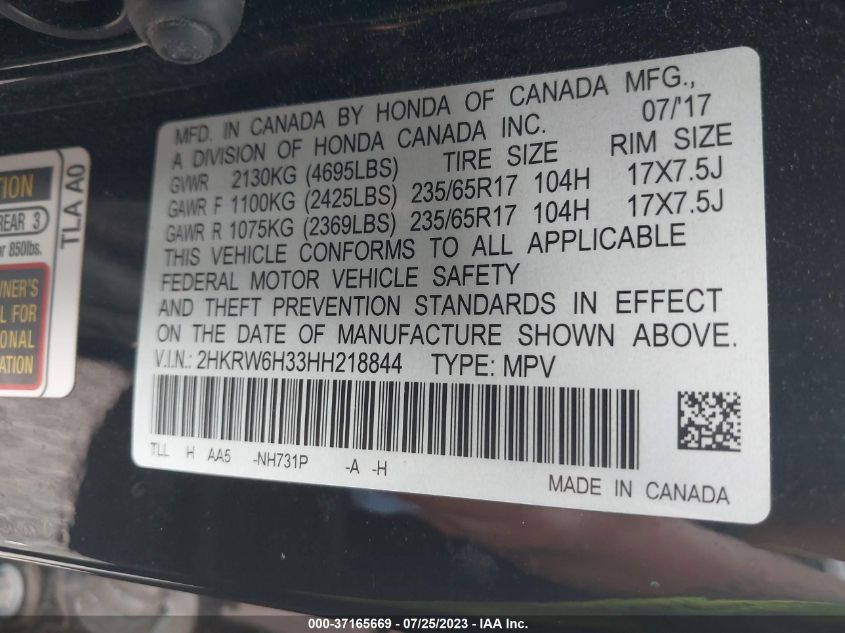 MFD. IN CANADA BY HONDA OF CANADA MFG.,
A DIVISION OF HONDA CANADA INC. 07/'17
GVWR 2130KG (4695LBS) TIRE SIZE RIM SIZE
GAWR F 1100KG (2425LBS) 235/65R17 104H 17X7.5J
GAWR R 1075KG (2369LBS) 235/65R17 104H 17X7.5J
THIS VEHICLE CONFORMS TO ALL APPLICABLE
FEDERAL MOTOR VEHICLE SAFETY
AND THEFT PREVENTION STANDARDS IN EFFECT
ON THE DATE OF MANUFACTURE SHOWN ABOVE.
V.I.N.: 2HKRW6H33HH218844 TYPE: MPV
TLL H AA5 -NH731P -A -H
MADE IN CANADA
REAR 3
or 850lbs.
TLA A0
L FOR
000-37165669 - 07/25/2023 - IAA Inc.